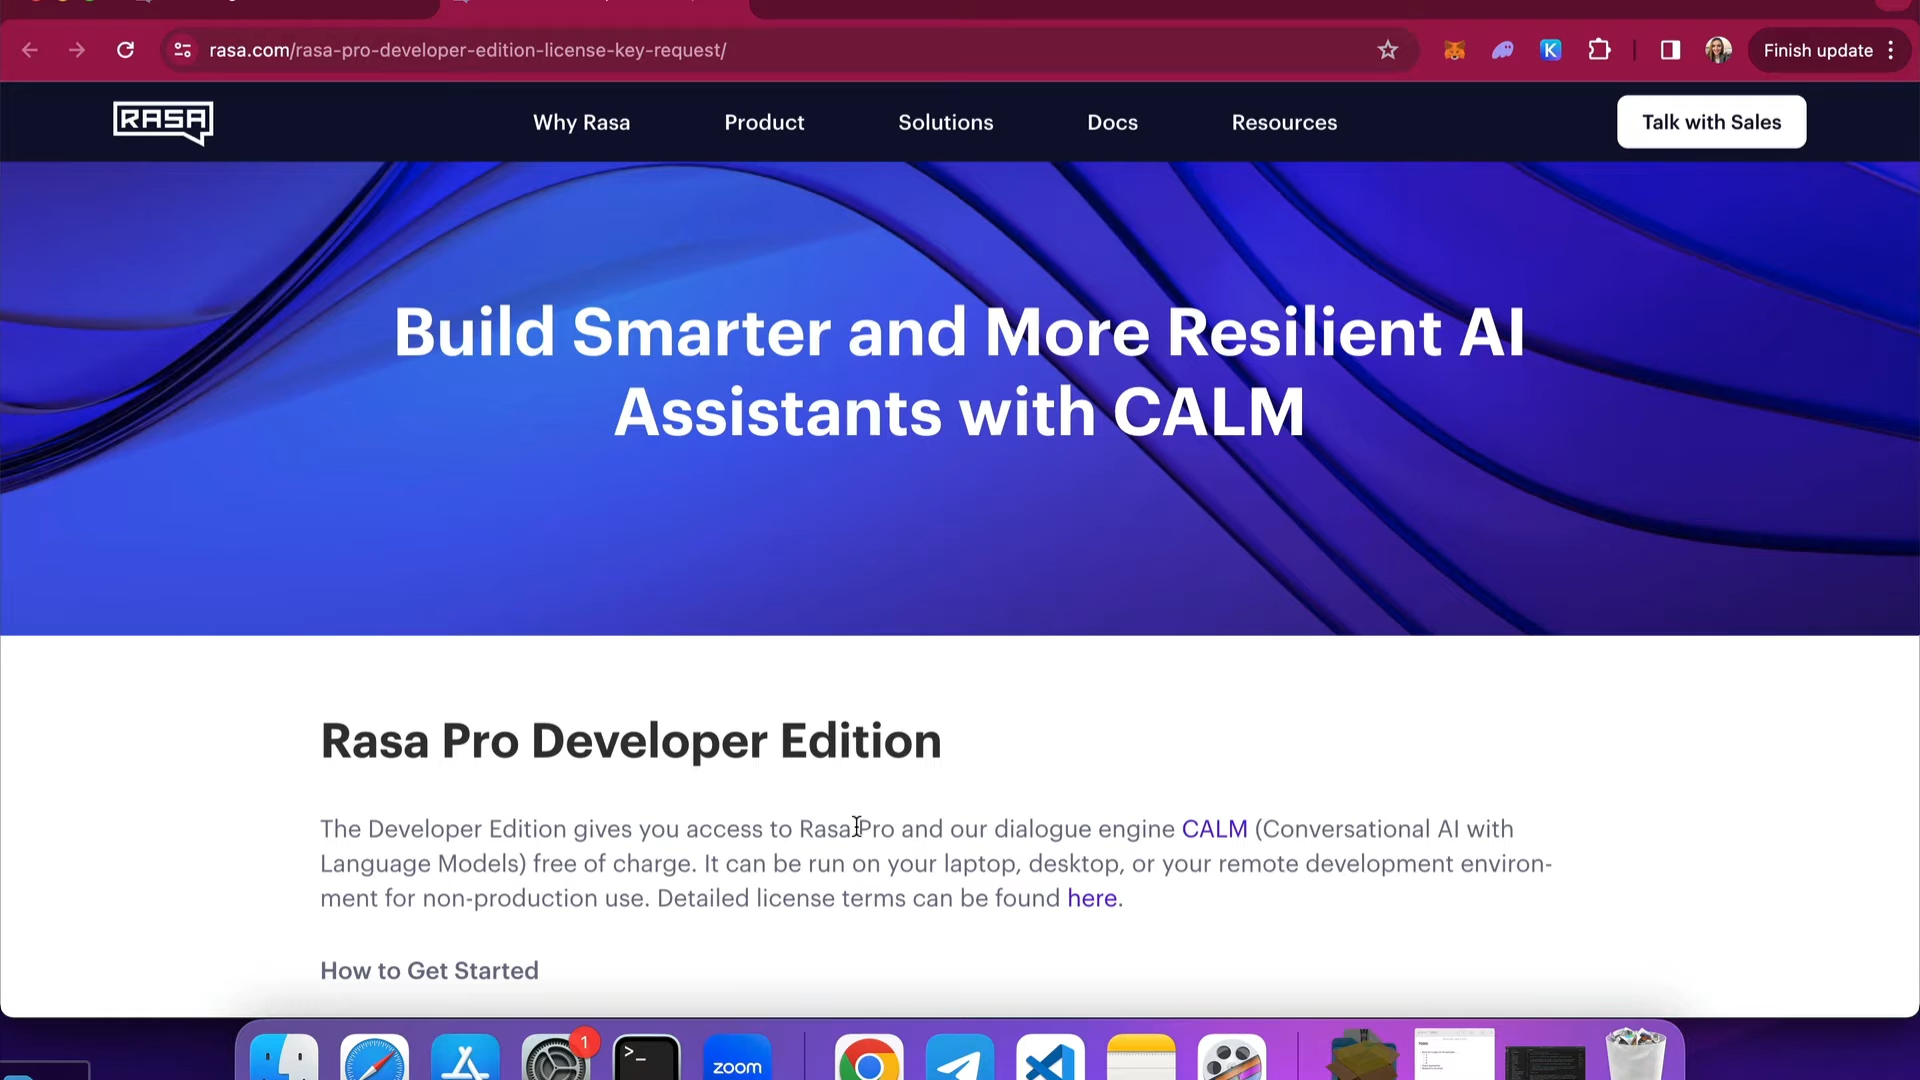 rasa.com/rasa-pro-developer-edition-license-key-request/
K
Finish update
RASA
Why Rasa
Product
Solutions
Docs
Resources
Talk with Sales
Build Smarter and More Resilient AI
Assistants with CALM
Rasa Pro Developer Edition
The Developer Edition gives you access to Rasa Pro and our dialogue engine CALM (Conversational AI with
Language Models) free of charge. It can be run on your laptop, desktop, or your remote development environ-
ment for non-production use. Detailed license terms can be found here.
How to Get Started
1
>_
zoom